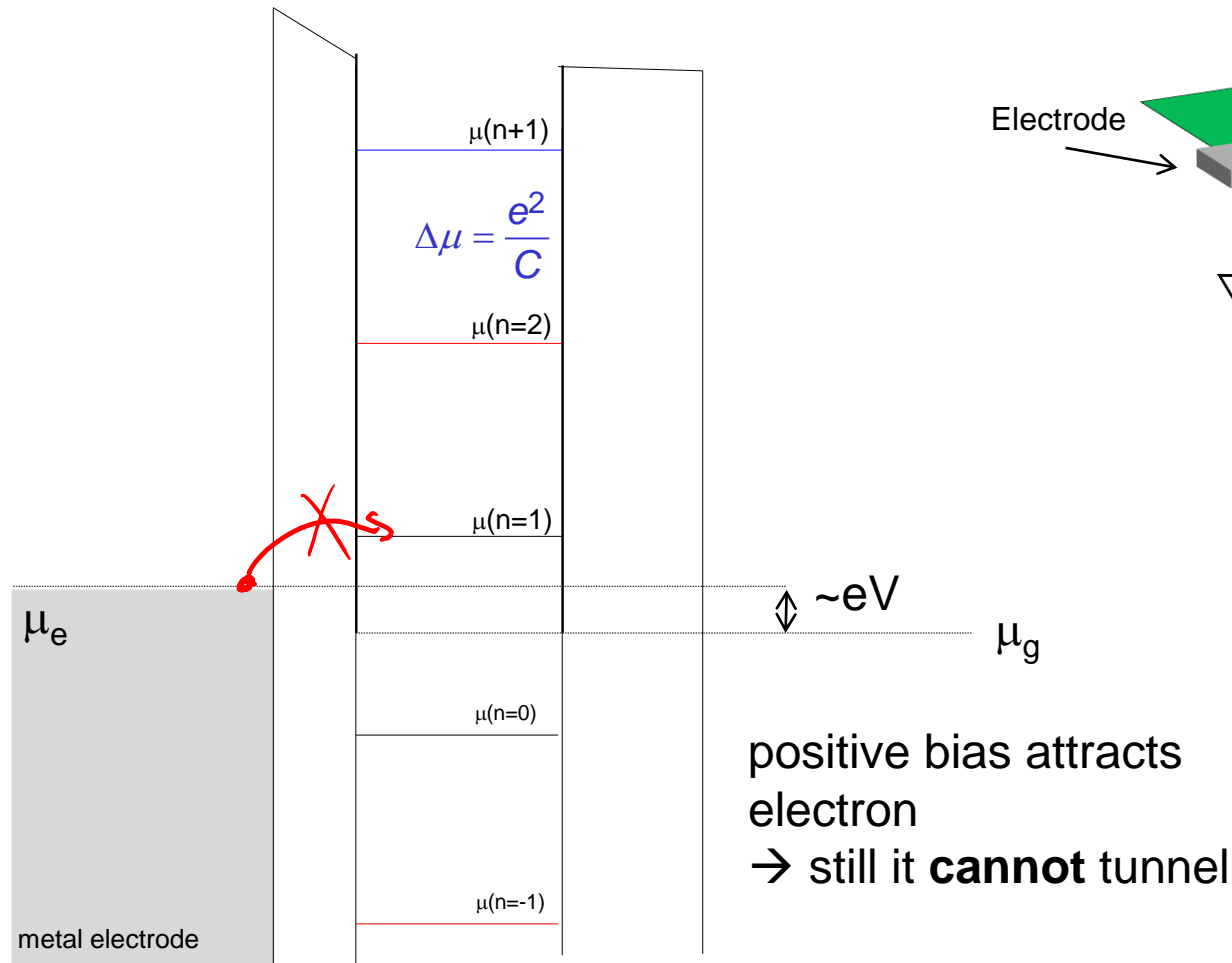 μ(n+1)
Electrode
Δμ = e²/C
μ(n=2)
μ(n=1)
~eV
μe
μg
μ(n=0)
positive bias attracts
electron
→ still it cannot tunnel
μ(n=-1)
metal electrode